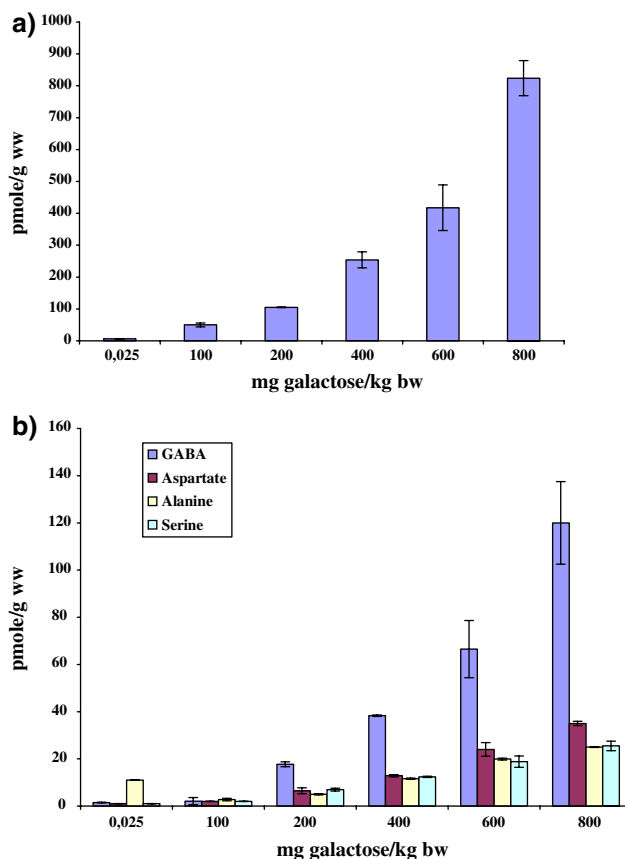 a)
1000
900
800
700
600
500
400
300
200
100
0
pmole/g ww
0,025 100 200 400 600 800
mg galactose/kg bw
b)
160
140
120
100
80
60
40
20
0
pmole/g ww
GABA
Aspartate
Alanine
Serine
0,025 100 200 400 600 800
mg galactose/kg bw